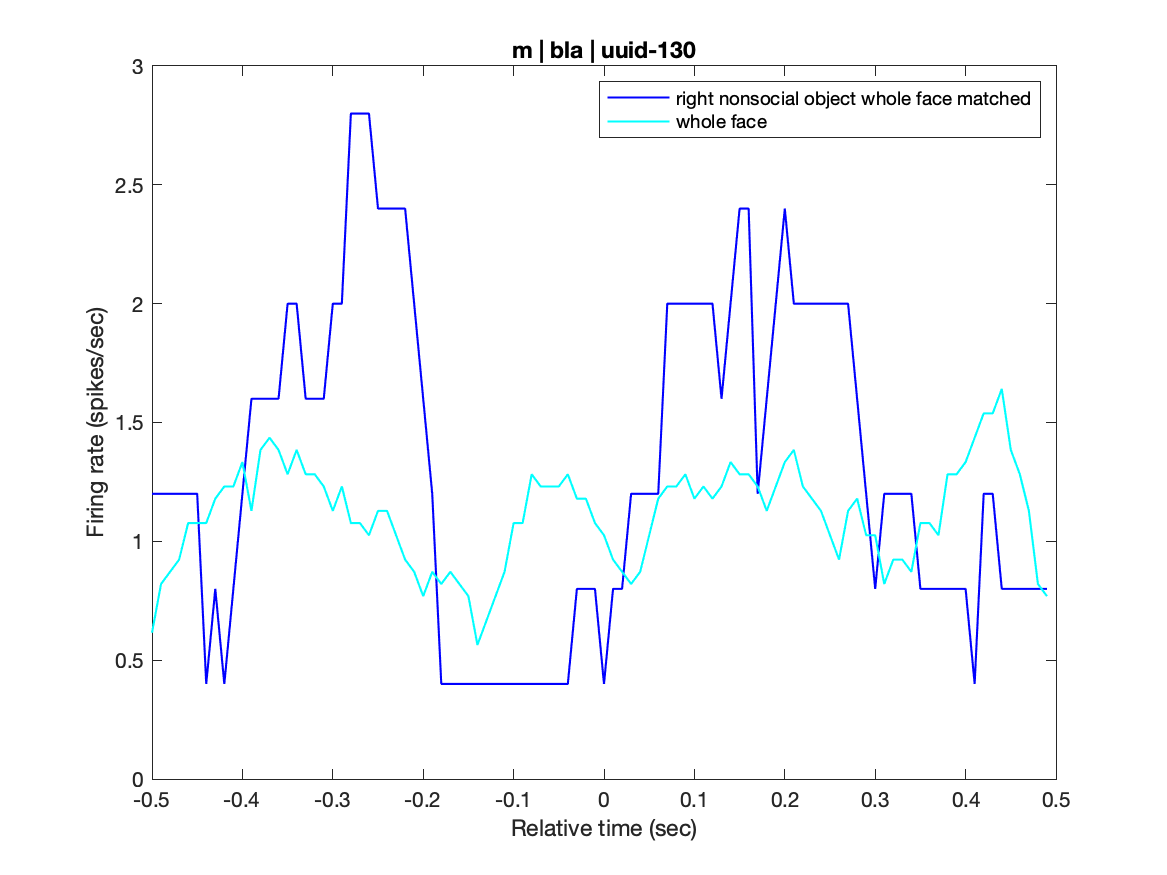 m | bla | uuid-130
right nonsocial object whole face matched
whole face
Firing rate (spikes/sec)
3
2.5
2
1.5
1
0.5
0
-0.5 -0.4 -0.3 -0.2 -0.1 0 0.1 0.2 0.3 0.4 0.5
Relative time (sec)